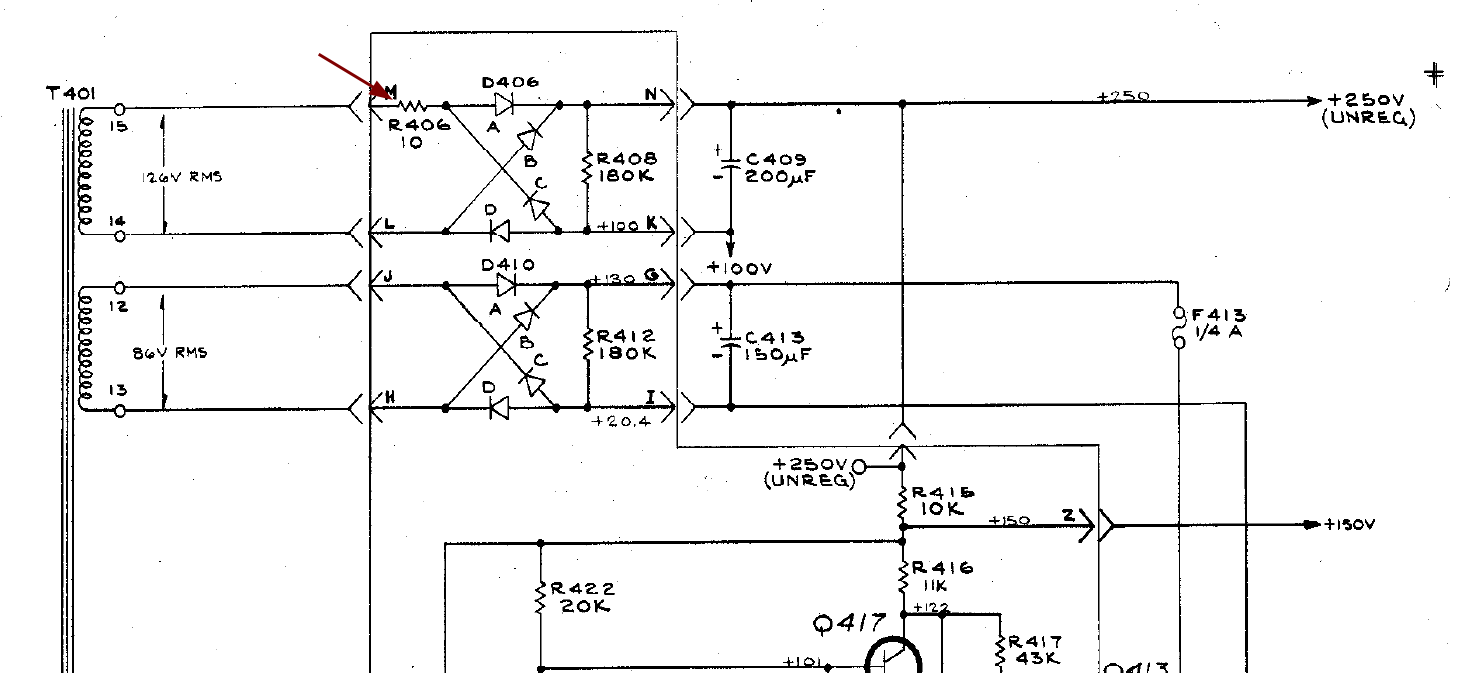 T401
15
126V RMS
14
12
86V RMS
13
M
R406
10
D406
A
B
C
D
L
R408
180K
N
+100 K
C409
+
-
200µF
+100V
+250
+250V
(UNREG)
J
D410
A
B
C
D
H
+130 G
R412
180K
I
+20.4
C413
+
-
150µF
F413
1/4 A
+250V
(UNREG)
R415
10K
+150
Z
+150V
R416
11K
+122
R422
20K
Q417
+101
R417
43K
Q413